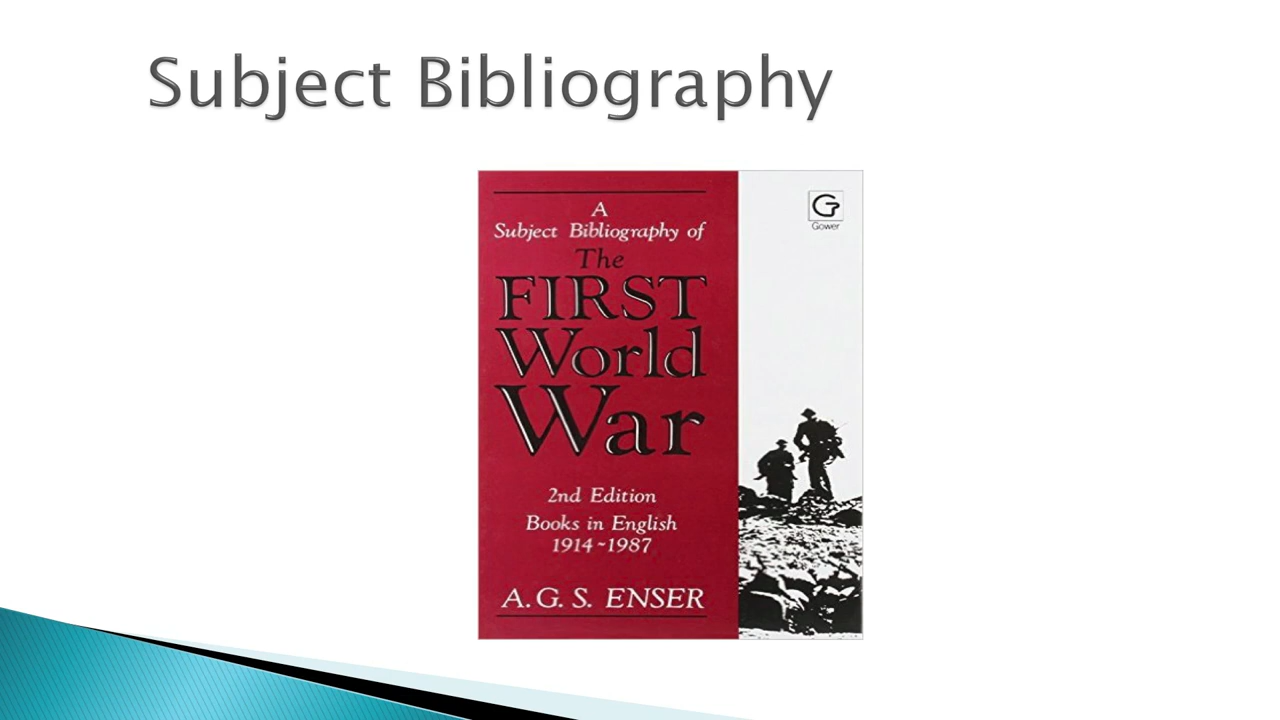 Subject Bibliography
A
Subject Bibliography of
The
FIRST
World
War
2nd Edition
Books in English
1914~1987
A. G. S. ENSER
G
Gower